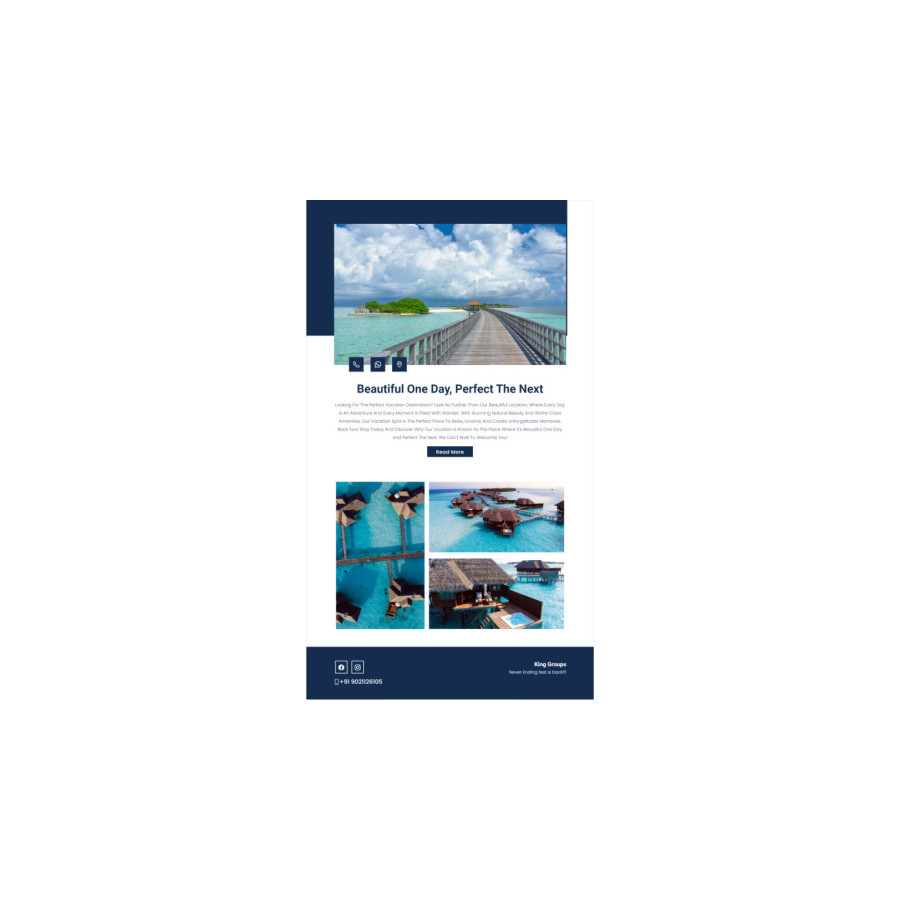 Beautiful One Day, Perfect The Next
Looking For The Perfect Vacation Destination? Look No Further Than Our Beautiful Location, Where Every Day
Is An Adventure And Every Moment Is Filled With Wonder. With Stunning Natural Beauty And World-Class
Amenities, Our Vacation Spot Is The Perfect Place To Relax, Unwind, And Create Unforgettable Memories.
Book Your Stay Today And Discover Why Our Location Is Known As The Place Where It's Beautiful One Day,
And Perfect The Next. We Can't Wait To Welcome You!
Read More
King Groups
Never Ending fest is back!!!
+91 9021126105